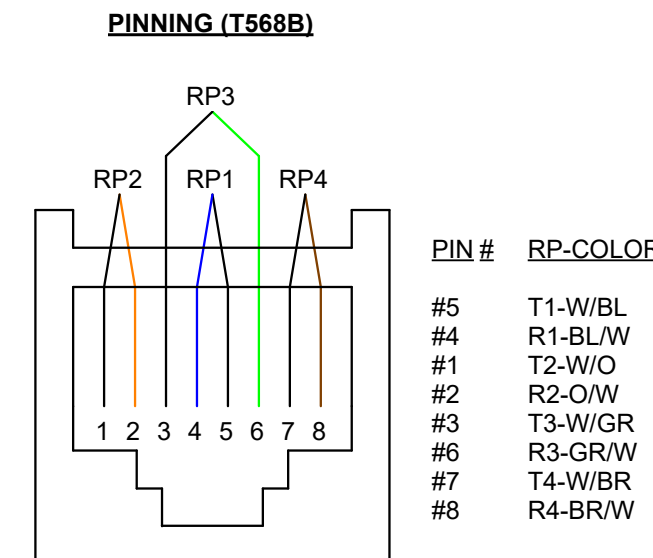 PINNING (T568B)
RP3
RP2 RP1 RP4
PIN # RP-COLOR
#5 T1-W/BL
#4 R1-BL/W
#1 T2-W/O
#2 R2-O/W
#3 T3-W/GR
#6 R3-GR/W
#7 T4-W/BR
#8 R4-BR/W
1 2 3 4 5 6 7 8